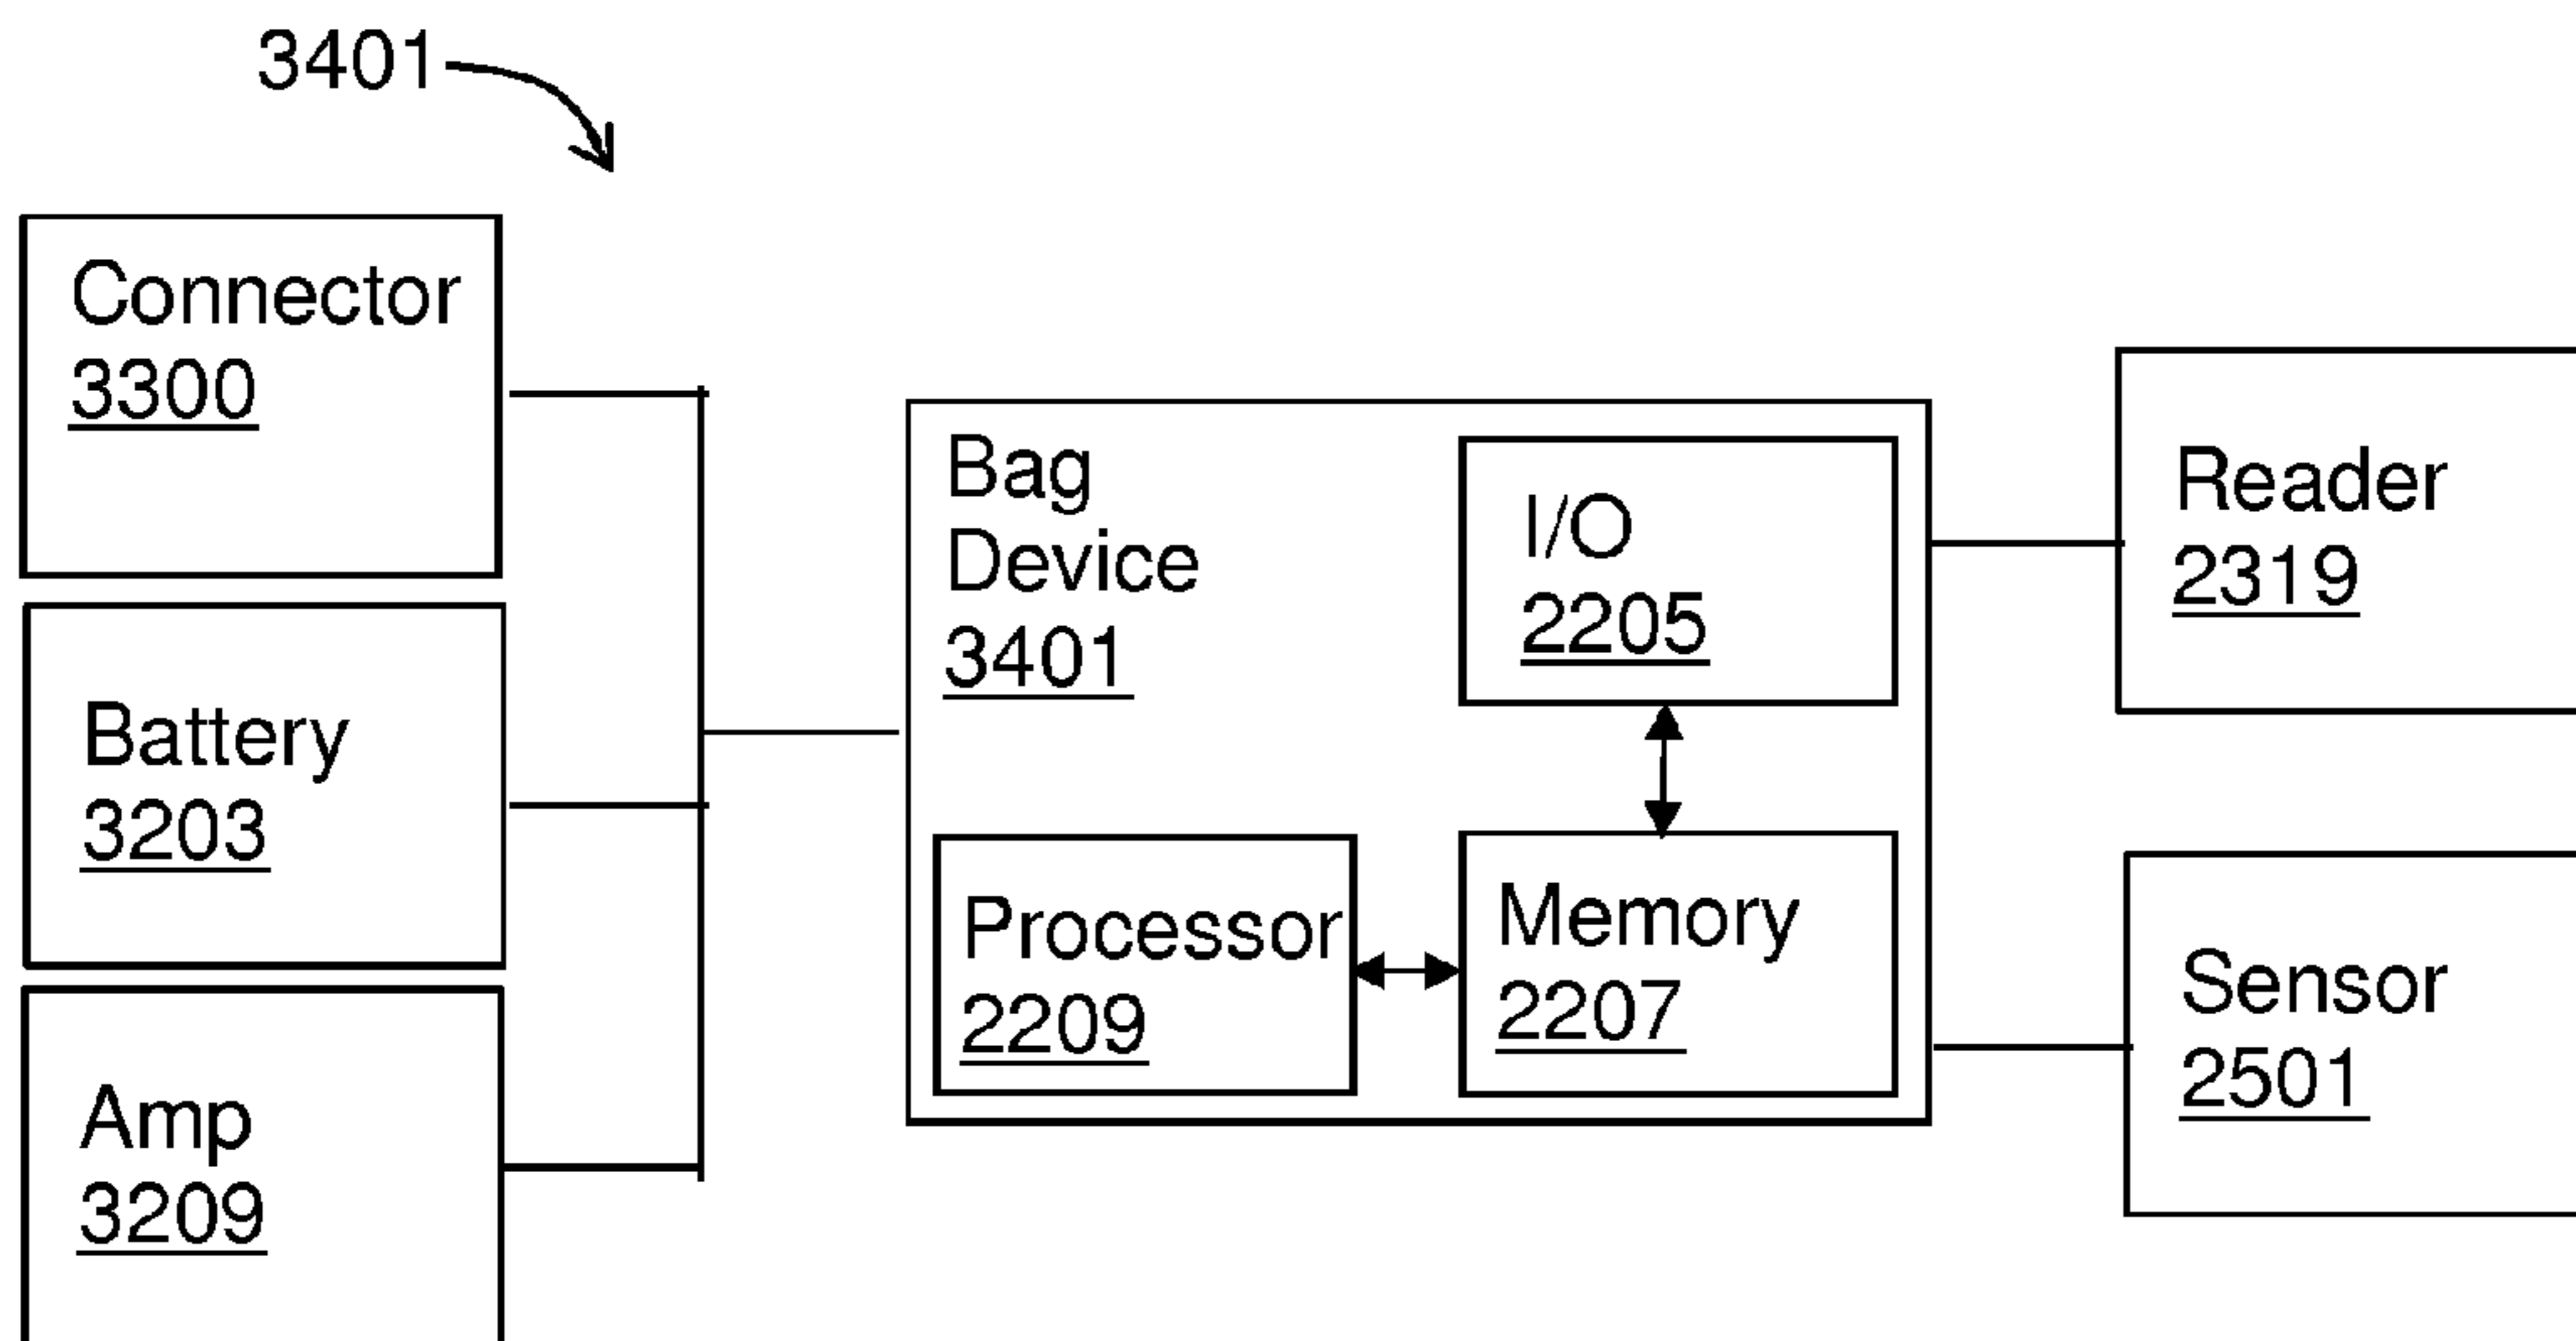 3401
Connector
3300
Battery
3203
Amp
3209
Bag
Device
3401
I/O
2205
Processor
2209
Memory
2207
Reader
2319
Sensor
2501